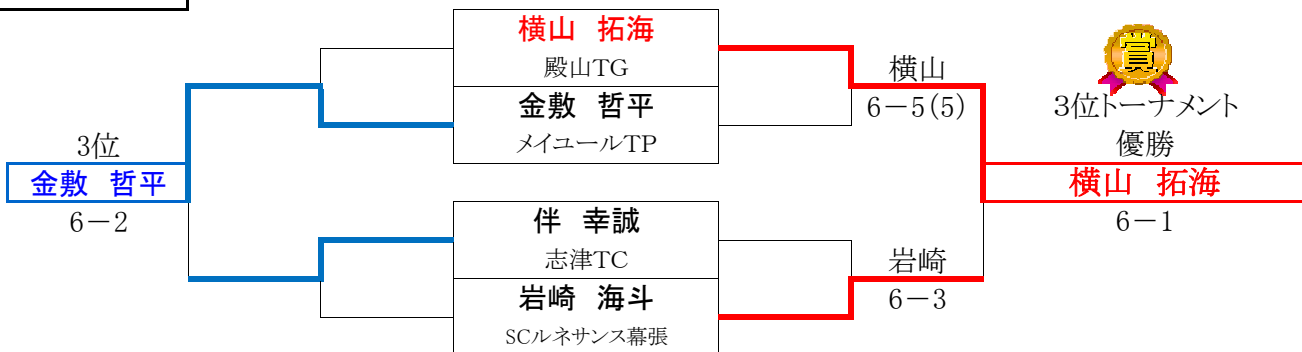 横山 拓海
殿山TG
金敷 哲平
メイユールTP
伴 幸誠
志津TC
岩崎 海斗
SCルネサンス幕張
3位
金敷 哲平
6－2
横山
6－5(5)
岩崎
6－3
賞
3位トーナメント
優勝
横山 拓海
6－1